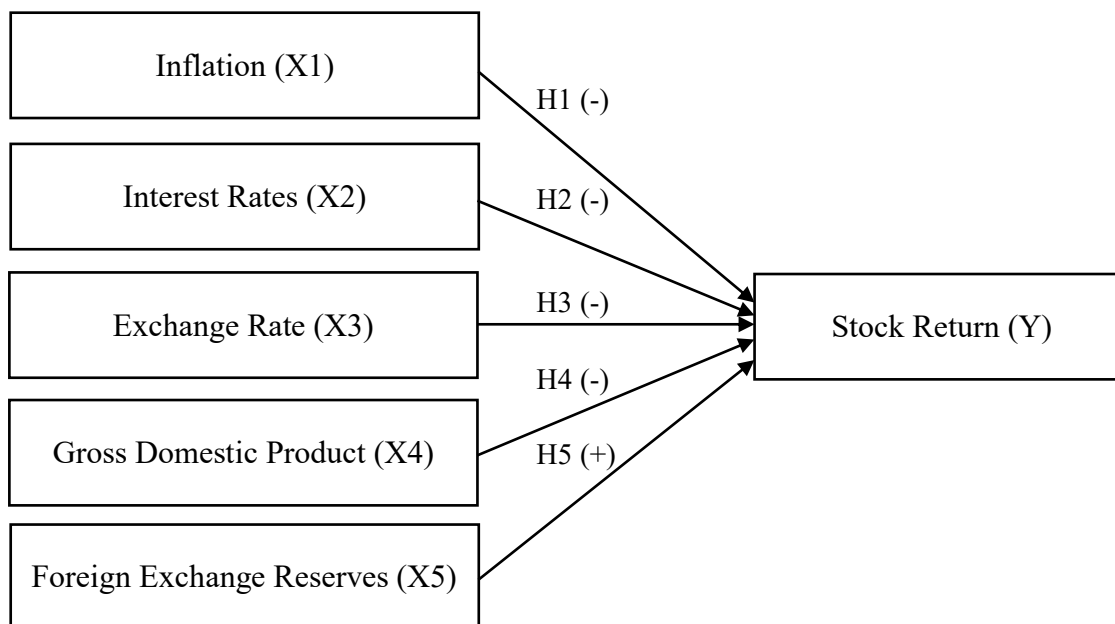 Inflation (X1)
H1 (-)
Interest Rates (X2)
H2 (-)
Exchange Rate (X3)
H3 (-)
Stock Return (Y)
H4 (-)
Gross Domestic Product (X4)
H5 (+)
Foreign Exchange Reserves (X5)